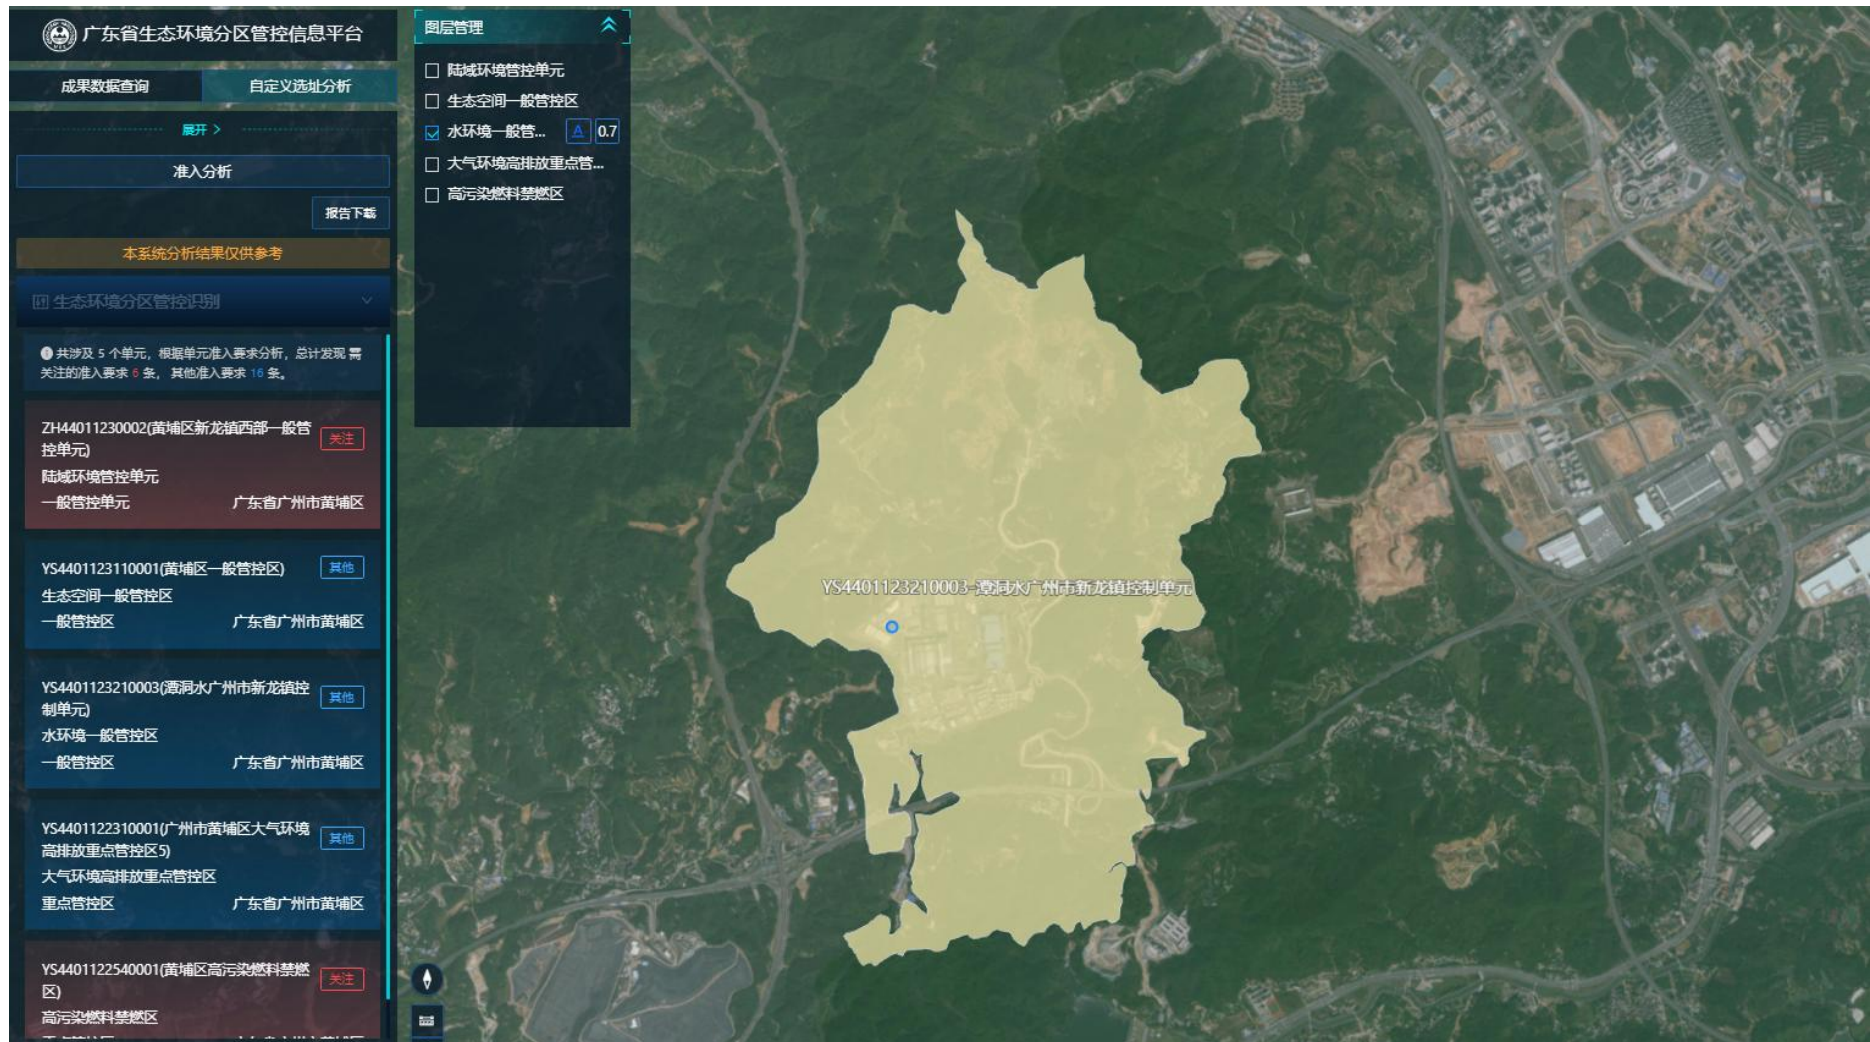 广东省生态环境分区管控信息平台
成果数据查询
自定义选址分析
展开 >
准入分析
报告下载
本系统分析结果仅供参考
生态环境分区管控识别
共涉及 5 个单元，根据单元准入要求分析，总计发现 需
关注的准入要求 6 条， 其他准入要求 16 条。
ZH44011230002(黄埔区新龙镇西部一般管
控单元)
关注
陆域环境管控单元
一般管控单元
广东省广州市黄埔区
YS4401123110001(黄埔区一般管控区)
其他
生态空间一般管控区
一般管控区
广东省广州市黄埔区
YS4401123210003(潭洞水广州市新龙镇控
制单元)
其他
水环境一般管控区
一般管控区
广东省广州市黄埔区
YS4401122310001(广州市黄埔区大气环境
高排放重点管控区5)
其他
大气环境高排放重点管控区
重点管控区
广东省广州市黄埔区
YS4401122540001(黄埔区高污染燃料禁燃
区)
关注
高污染燃料禁燃区
图层管理
陆域环境管控单元
生态空间一般管控区
水环境一般管... A 0.7
大气环境高排放重点管...
高污染燃料禁燃区
YS4401123210003-潭洞水广州市新龙镇控制单元